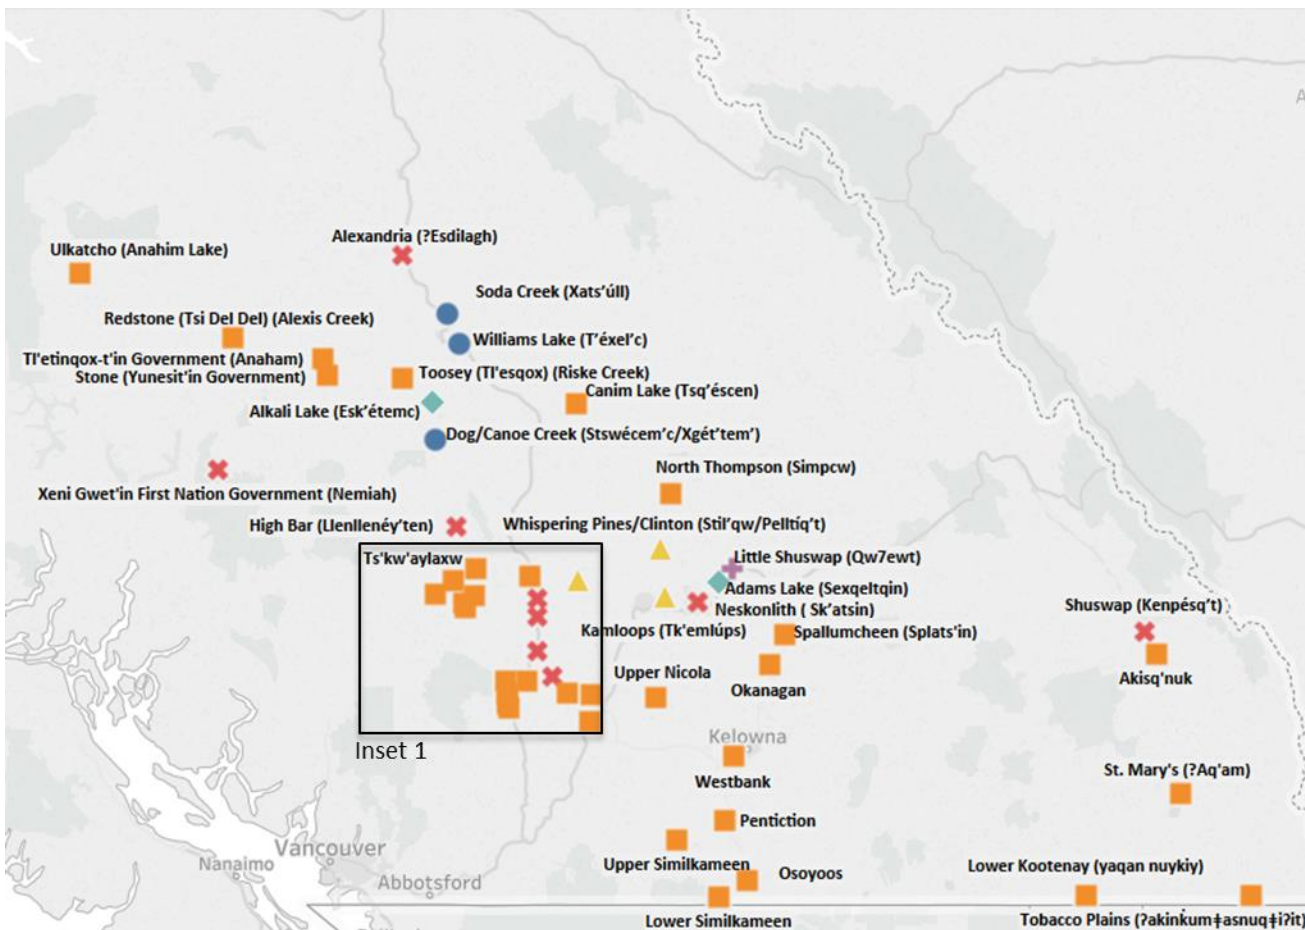 A
Alexandria (?Esdilagh)
Ulkatcho (Anahim Lake)
Soda Creek (Xats'úll)
Redstone (Tsi Del Del) (Alexis Creek)
Williams Lake (T'éxel'c)
Tl'etinqox-t'in Government (Anaham)
Toosey (Tl'esqox) (Riske Creek)
Stone (Yunesit'in Government)
Canim Lake (Tsq'éscen)
Alkali Lake (Esk'étemc)
Dog/Canoe Creek (Stswécem'c/Xgét'tem')
North Thompson (Simpcw)
Xeni Gwet'in First Nation Government (Nemiah)
High Bar (Llenllenéy'ten)
Whispering Pines/Clinton (Stil'qw/Pelltíq't)
Ts'kw'aylaxw
Little Shuswap (Qw7ewt)
Adams Lake (Sexqeltqin)
Neskonlith ( Sk'atsin)
Shuswap (Kenpésq't)
Kamloops (Tk'emlúps)
Spallumcheen (Splats'in)
Upper Nicola
Akisq'nuk
Okanagan
Kelowna
Inset 1
St. Mary's (?Aq'am)
Westbank
Pentiction
Vancouver
Nanaimo
Upper Similkameen
Lower Kootenay (yaqan nuykiy)
Osoyoos
Abbotsford
Lower Similkameen
Tobacco Plains (?akinkumǂasnuqǂi?it)